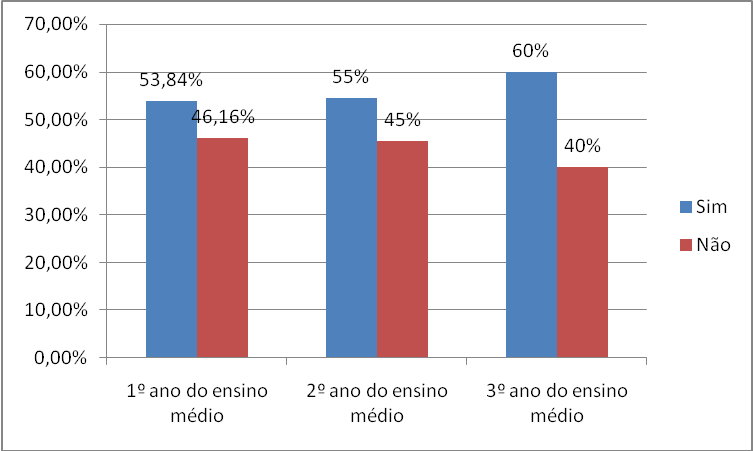 70,00%
60,00%
50,00%
40,00%
30,00%
20,00%
10,00%
0,00%
53,84%
46,16%
55%
45%
60%
40%
1º ano do ensino
médio
2º ano do ensino
médio
3º ano do ensino
médio
Sim
Não